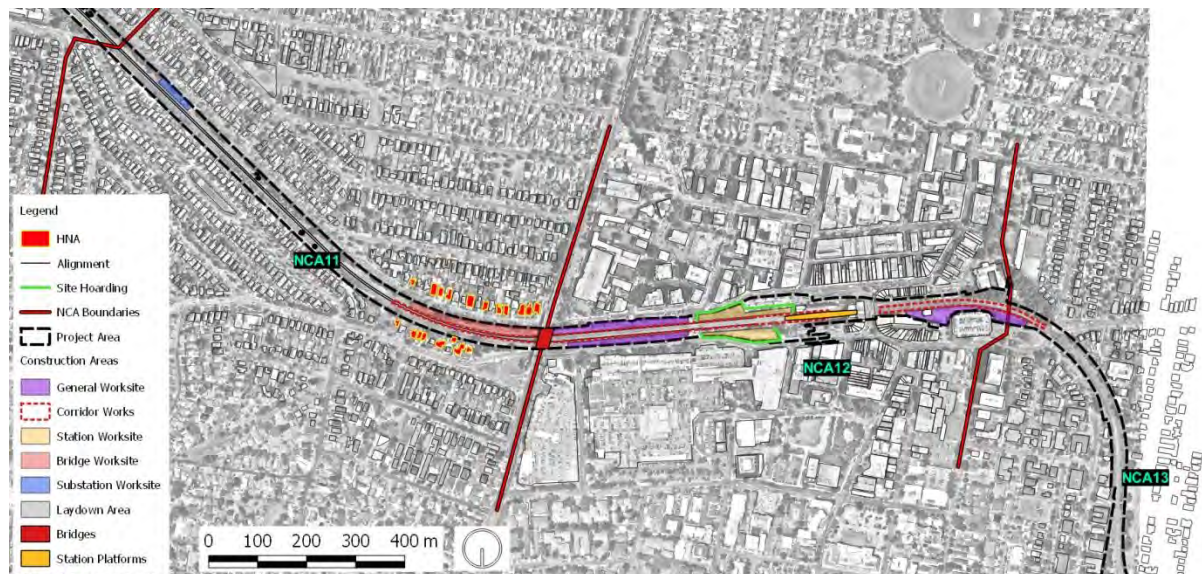 NCA11
NCA12
NCA13
Legend
HNA
Alignment
Site Hoarding
NCA Boundaries
Project Area
Construction Areas
General Worksite
Corridor Works
Station Worksite
Bridge Worksite
Substation Worksite
Laydown Area
Bridges
Station Platforms
0 100 200 300 400 m